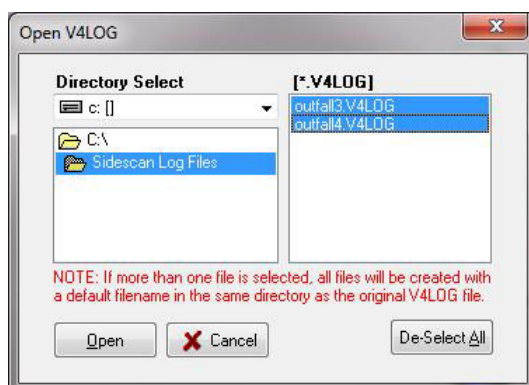 Open V4LOG
Directory Select
[*.V4LOG]
c: []
outfall3.V4LOG
outfall4.V4LOG
C:\
Sidescan Log Files
NOTE: If more than one file is selected, all files will be created with
a default filename in the same directory as the original V4LOG file.
Open
Cancel
De-Select All